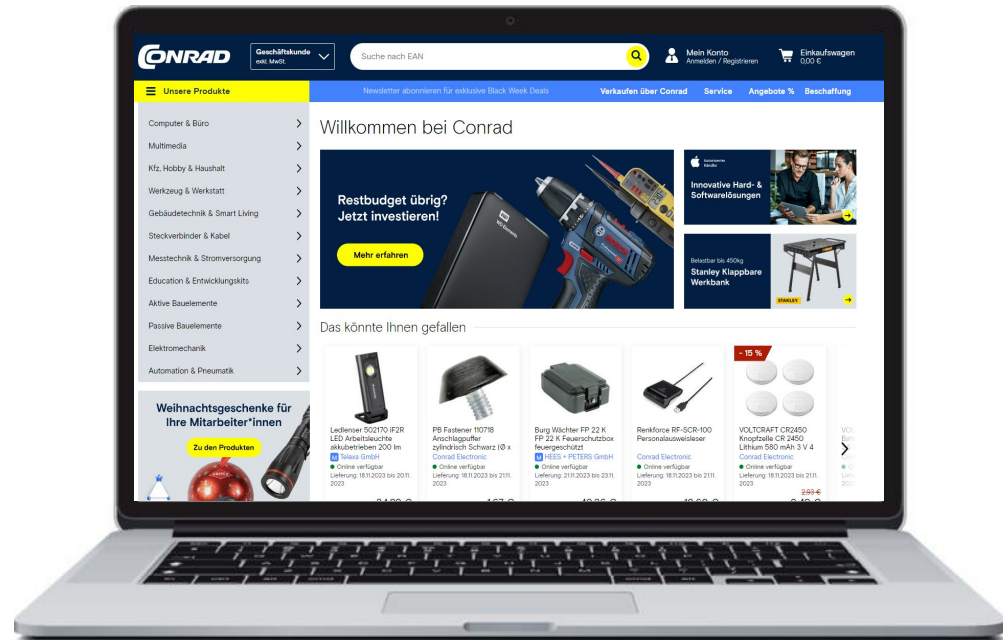 CONRAD
Geschäftskunde
exkl. MwSt.
Suche nach EAN
Mein Konto
Anmelden / Registrieren
Einkaufswagen
0,00 €
Unsere Produkte
Newsletter abonnieren für exklusive Black Week Deals
Verkaufen über Conrad
Service
Angebote %
Beschaffung
Computer & Büro
Multimedia
Kfz, Hobby & Haushalt
Werkzeug & Werkstatt
Gebäudetechnik & Smart Living
Steckverbinder & Kabel
Messtechnik & Stromversorgung
Education & Entwicklungskits
Aktive Bauelemente
Passive Bauelemente
Elektromechanik
Automation & Pneumatik
Weihnachtsgeschenke für
Ihre Mitarbeiter*innen
Zu den Produkten
Willkommen bei Conrad
Restbudget übrig?
Jetzt investieren!
Mehr erfahren
WD
BOSCH
Autorisierter
Händler
Innovative Hard- &
Softwarelösungen
Belastbar bis 450kg
Stanley Klappbare
Werkbank
STANLEY
Das könnte Ihnen gefallen
Ledlenser 502170 iF2R
LED Arbeitsleuchte
akkubetrieben 200 lm
M Telexa GmbH
Online verfügbar
Lieferung: 18.11.2023 bis 20.11.
2023
PB Fastener 110718
Anschlagpuffer
zylindrisch Schwarz (Ø x
Conrad Electronic
Online verfügbar
Lieferung: 18.11.2023 bis 21.11.
2023
Burg Wächter FP 22 K
FP 22 K Feuerschutzbox
feuergeschützt
M HEES + PETERS GmbH
Online verfügbar
Lieferung: 21.11.2023 bis 21.11.
2023
Renkforce RF-SCR-100
Personalausweisleser
Conrad Electronic
Online verfügbar
Lieferung: 18.11.2023 bis 21.11.
2023
- 15 %
VOLTCRAFT CR2450
Knopfzelle CR 2450
Lithium 580 mAh 3 V 4
Conrad Electronic
Online verfügbar
Lieferung: 18.11.2023 bis 21.11.
2023
2,93 €